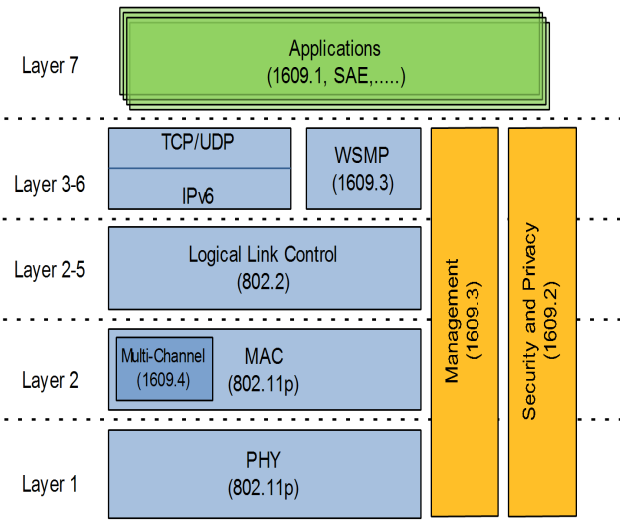 Layer 7
Applications
(1609.1, SAE,.....)
Layer 3-6
TCP/UDP
IPv6
WSMP
(1609.3)
Layer 2-5
Logical Link Control
(802.2)
Layer 2
Multi-Channel
(1609.4)
MAC
(802.11p)
Layer 1
PHY
(802.11p)
Management
(1609.3)
Security and Privacy
(1609.2)